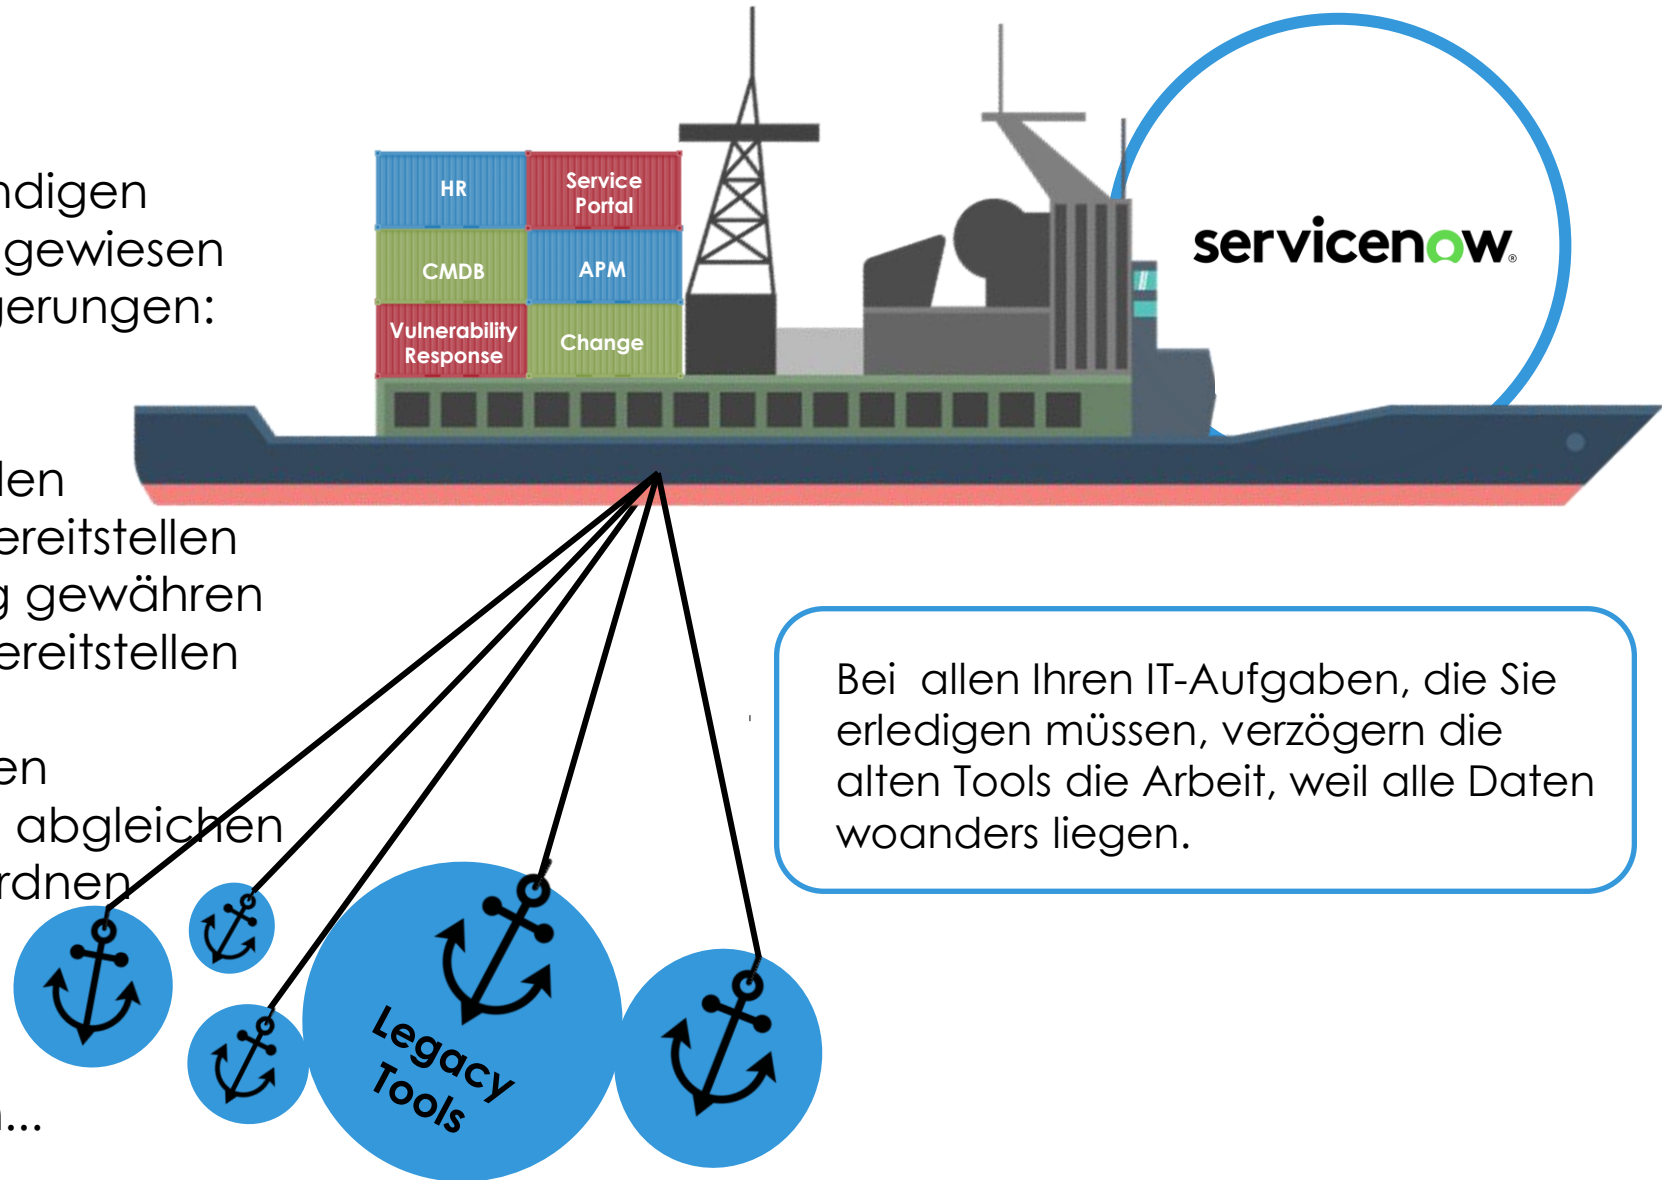 ndigen
gewiesen
gerungen:
len
ereitstellen
g gewähren
ereitstellen
en
abgleichen
rdnen
n...
HR
Service
Portal
CMDB
APM
Vulnerability
Response
Change
servicenow®
Bei  allen Ihren IT-Aufgaben, die Sie
erledigen müssen, verzögern die
alten Tools die Arbeit, weil alle Daten
woanders liegen.
Legacy
Tools